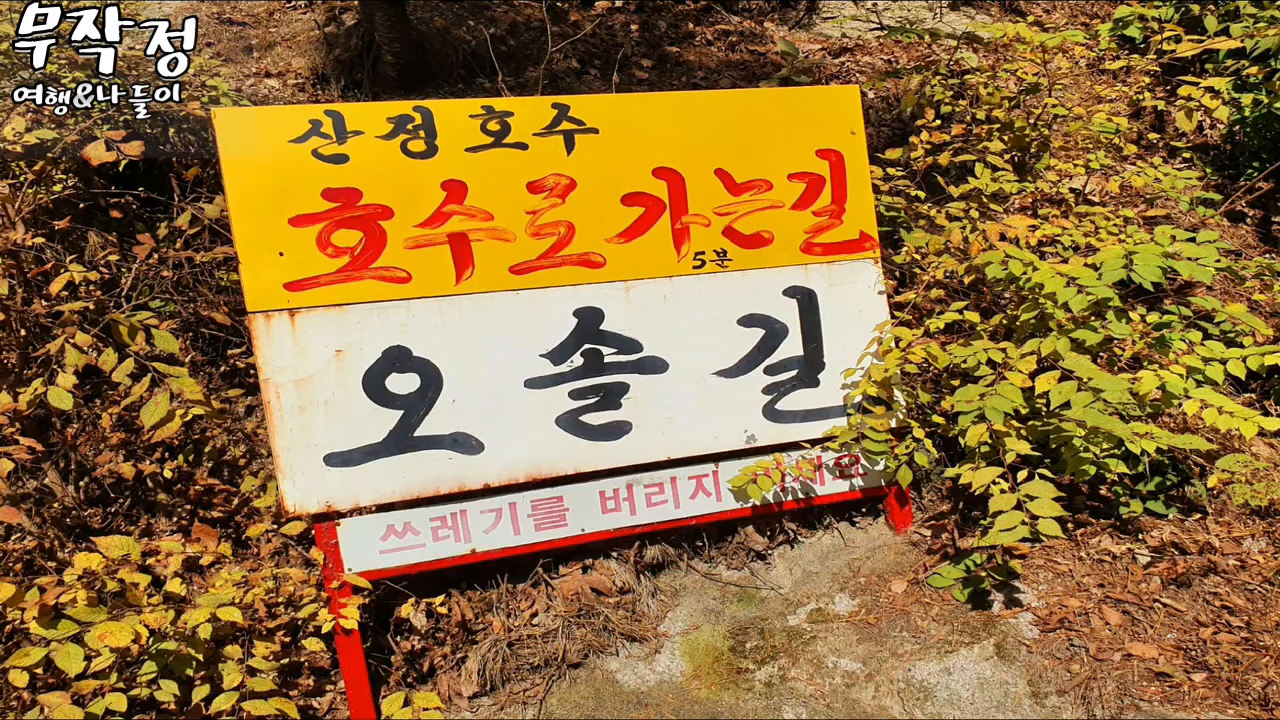 무작정
여행&나들이
산정호수
호수로 가는길
5분
오솔길
쓰레기를 버리지